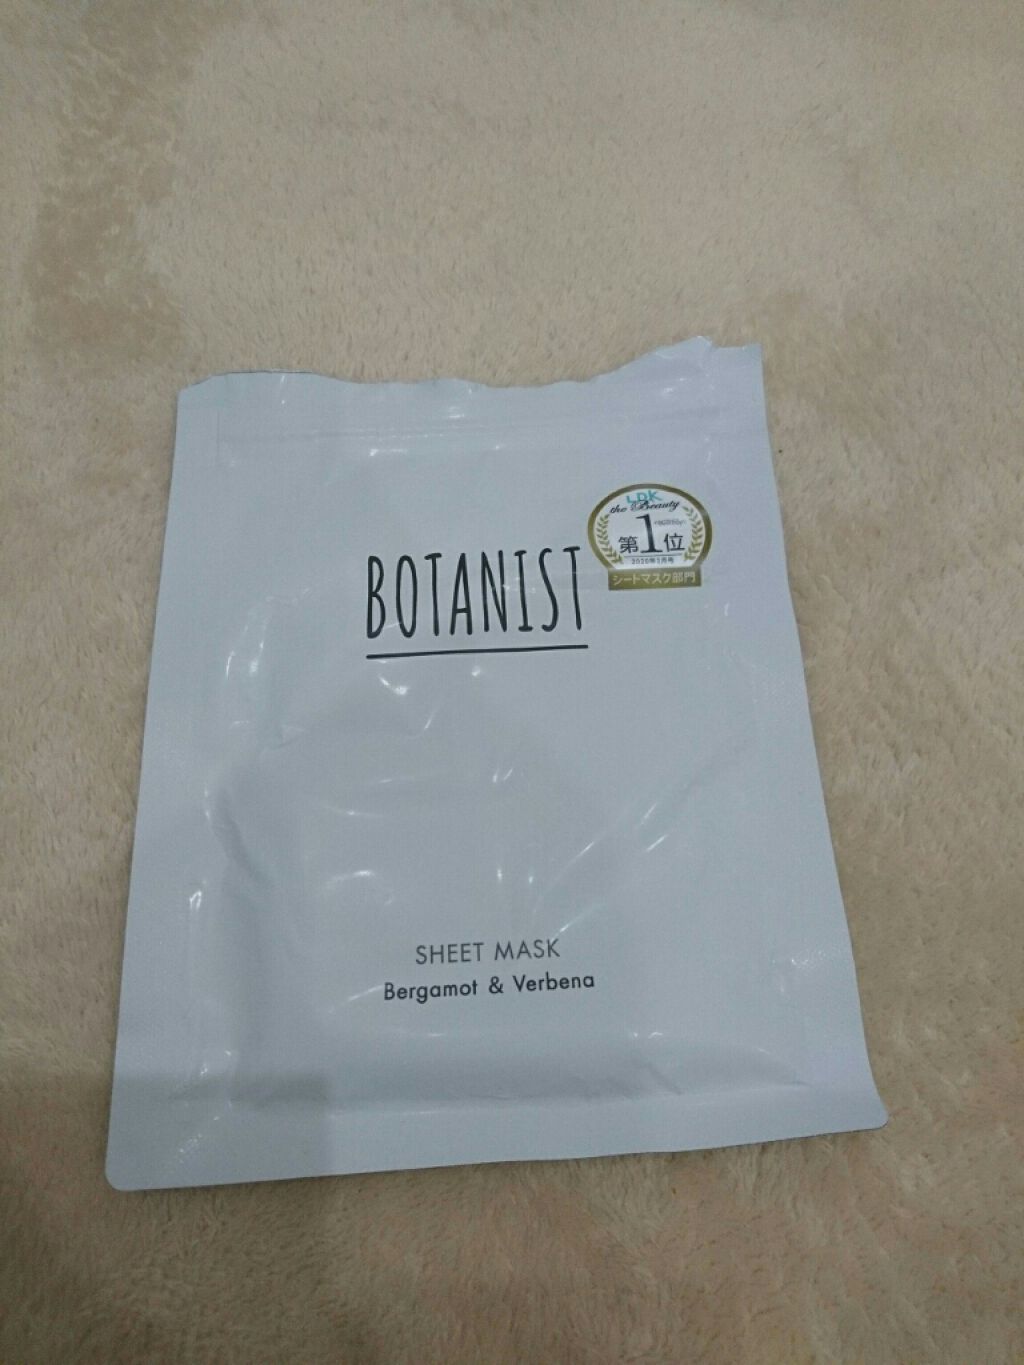 LDK
the Beauty
第1位
2020年1月号
シートマスク部門
BOTANIST
SHEET MASK
Bergamot & Verbena